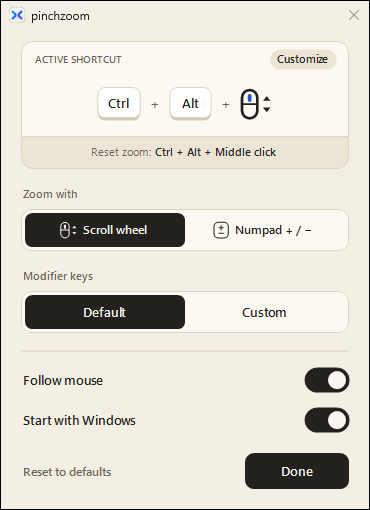 pinchzoom
ACTIVE SHORTCUT
Customize
Ctrl + Alt +
Reset zoom: Ctrl + Alt + Middle click
Zoom with
Scroll wheel
Numpad + / −
Modifier keys
Default
Custom
Follow mouse
Start with Windows
Reset to defaults
Done